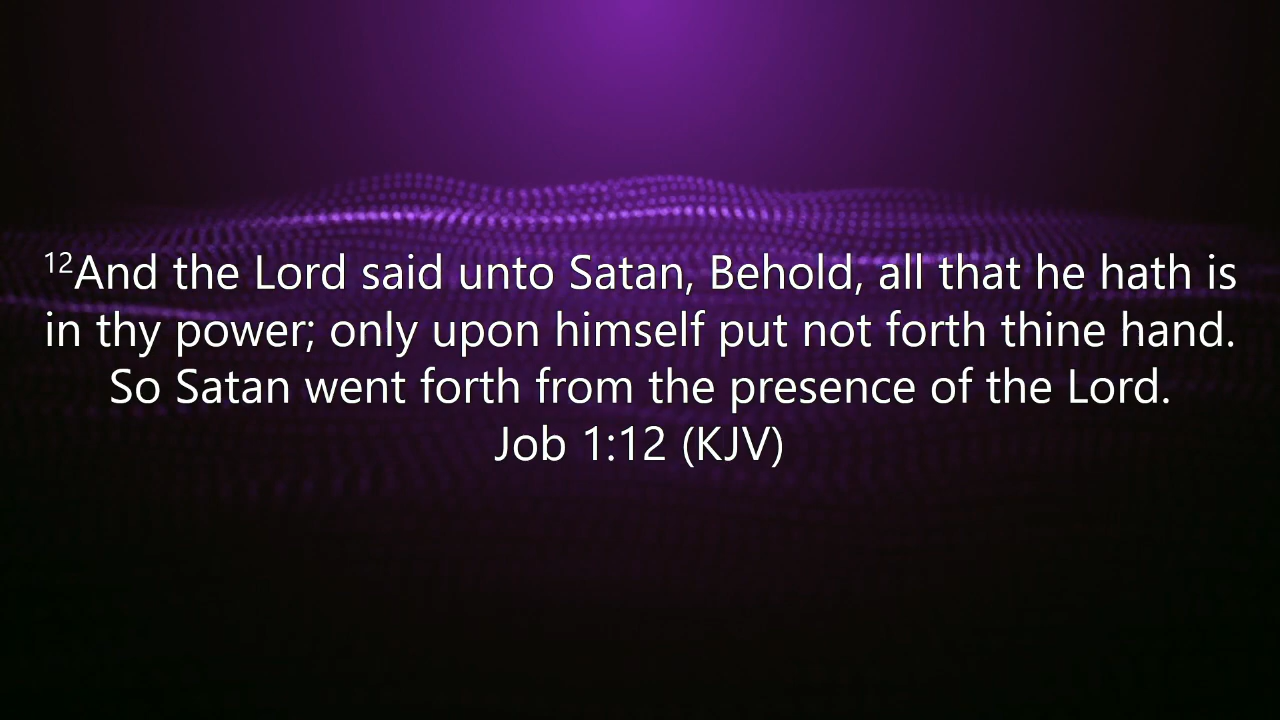 12And the Lord said unto Satan, Behold, all that he hath is
in thy power; only upon himself put not forth thine hand.
So Satan went forth from the presence of the Lord.
Job 1:12 (KJV)